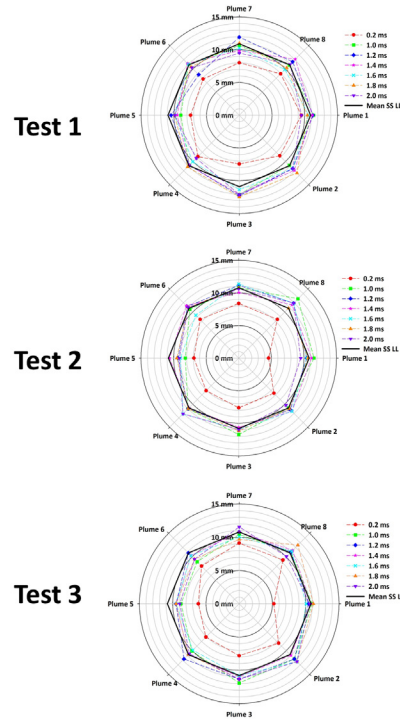 Test 1
Plume 7
15 mm
Plume 6
Plume 8
10 mm
5 mm
Plume 5
0 mm
Plume 1
Plume 4
Plume 2
Plume 3
0.2 ms
1.0 ms
1.2 ms
1.4 ms
1.6 ms
1.8 ms
2.0 ms
Mean SS LL
Test 2
Plume 7
15 mm
Plume 6
Plume 8
10 mm
5 mm
Plume 5
0 mm
Plume 1
Plume 4
Plume 2
Plume 3
0.2 ms
1.0 ms
1.2 ms
1.4 ms
1.6 ms
1.8 ms
2.0 ms
Mean SS LL
Test 3
Plume 7
15 mm
Plume 6
Plume 8
10 mm
5 mm
Plume 5
0 mm
Plume 1
Plume 4
Plume 2
Plume 3
0.2 ms
1.0 ms
1.2 ms
1.4 ms
1.6 ms
1.8 ms
2.0 ms
Mean SS LL